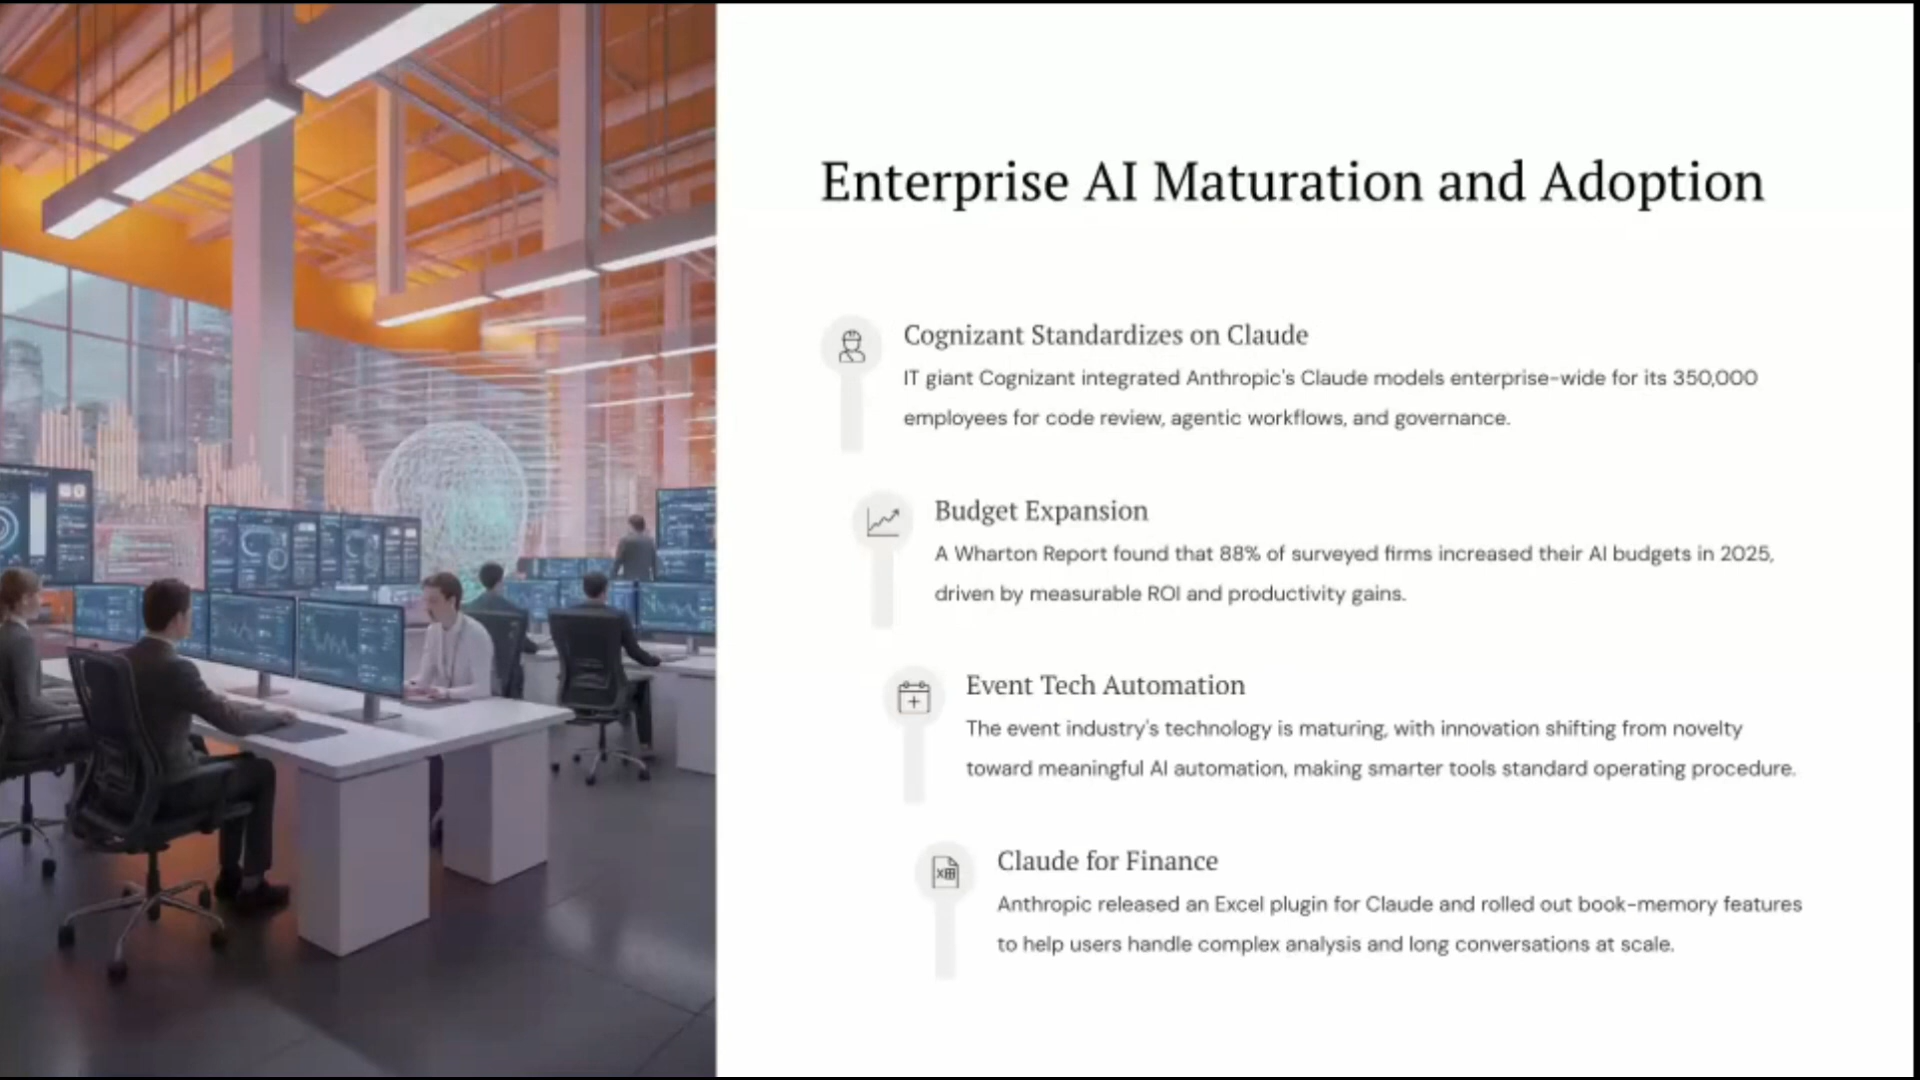 Enterprise AI Maturation and Adoption
Cognizant Standardizes on Claude
IT giant Cognizant integrated Anthropic's Claude models enterprise-wide for its 350,000
employees for code review, agentic workflows, and governance.
Budget Expansion
A Wharton Report found that 88% of surveyed firms increased their AI budgets in 2025,
driven by measurable ROI and productivity gains.
Event Tech Automation
The event industry's technology is maturing, with innovation shifting from novelty
toward meaningful AI automation, making smarter tools standard operating procedure.
Claude for Finance
Anthropic released an Excel plugin for Claude and rolled out book-memory features
to help users handle complex analysis and long conversations at scale.